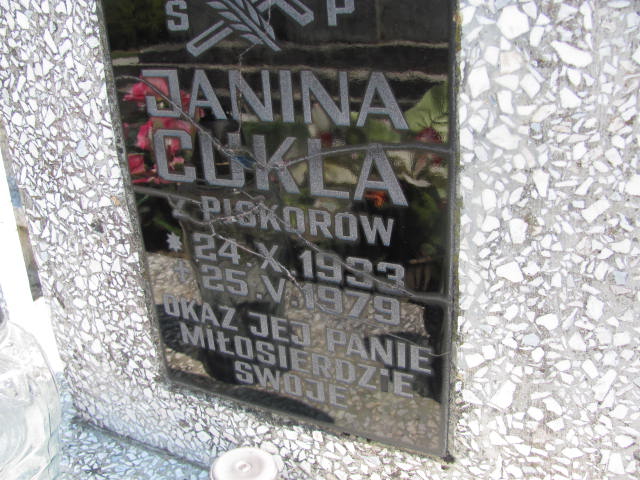 Ś P
JANINA
CUKLA
Z PISKORÓW
* 24.X.1933
+ 25.V.1979
OKAŻ JEJ PANIE
MIŁOSIERDZIE
SWOJE